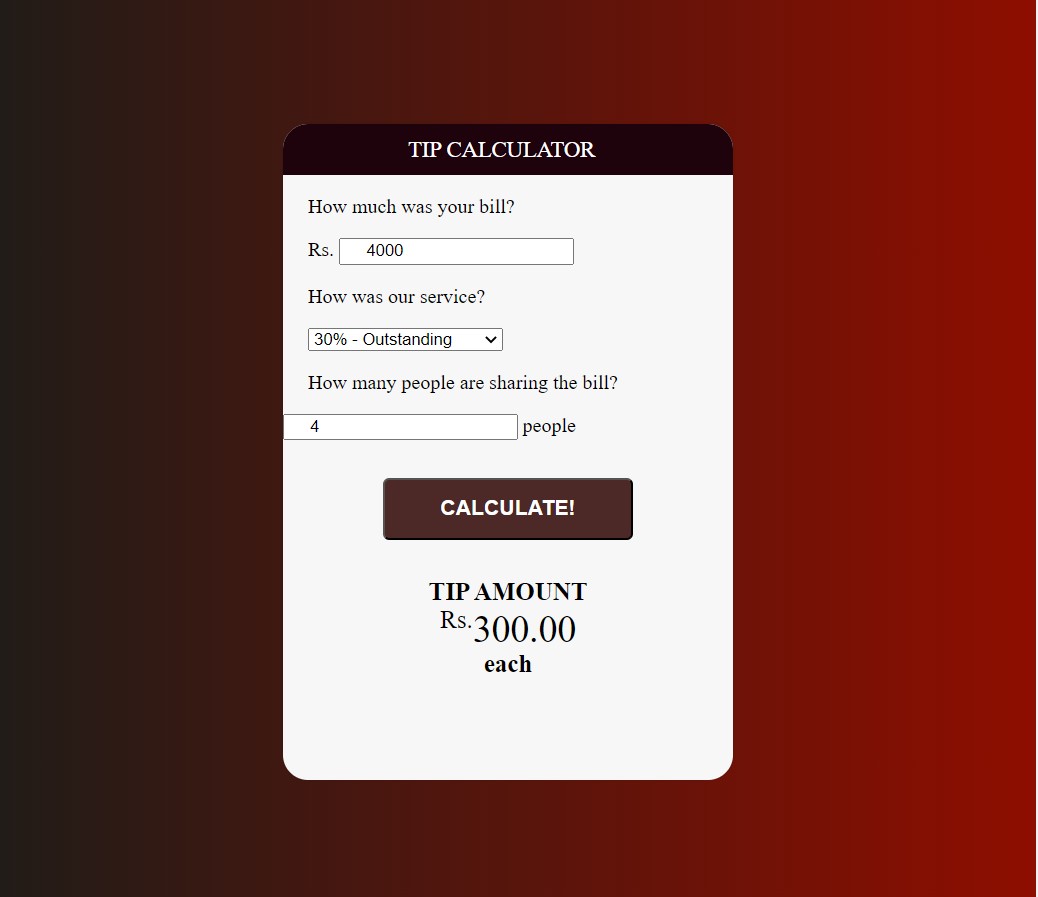 TIP CALCULATOR
How much was your bill?
Rs. 4000
How was our service?
30% - Outstanding
How many people are sharing the bill?
4 people
CALCULATE!
TIP AMOUNT
Rs.300.00
each